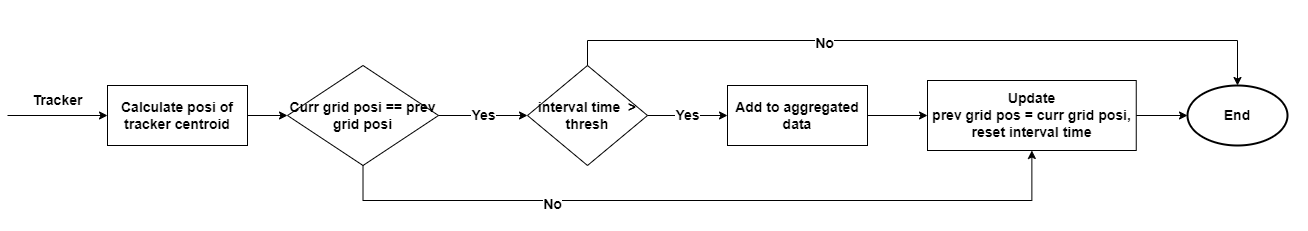 Tracker
Calculate posi of
tracker centroid
Curr grid posi == prev
grid posi
Yes
interval time >
thresh
Yes
Add to aggregated
data
Update
prev grid pos = curr grid posi,
reset interval time
End
No
No